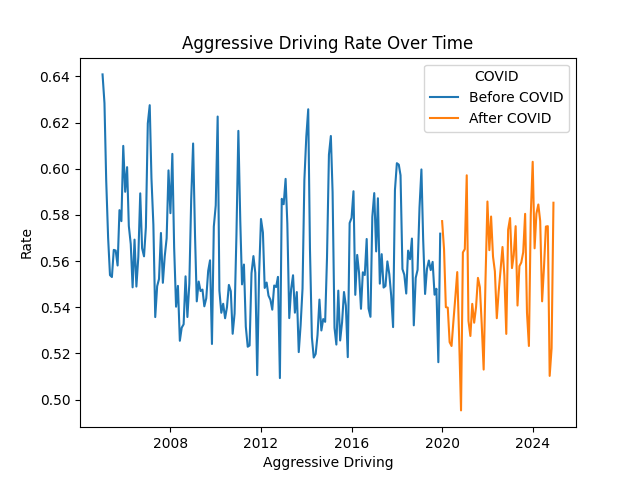 Aggressive Driving Rate Over Time
COVID
Before COVID
After COVID
Rate
0.64
0.62
0.60
0.58
0.56
0.54
0.52
0.50
2008 2012 2016 2020 2024
Aggressive Driving